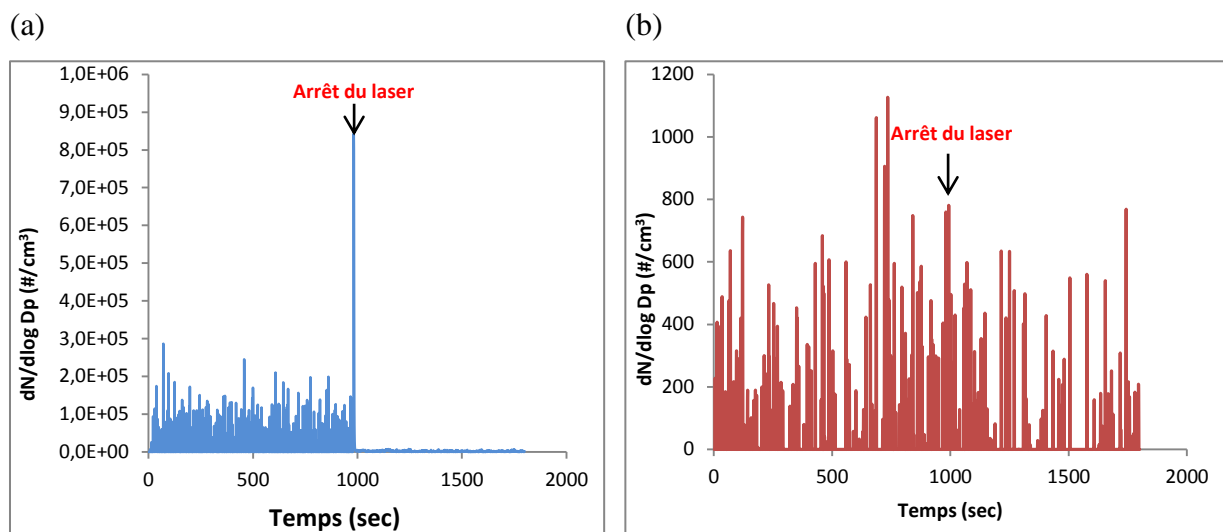 (a)
(b)
1,0E+06
9,0E+05
8,0E+05
7,0E+05
6,0E+05
5,0E+05
4,0E+05
3,0E+05
2,0E+05
1,0E+05
0,0E+00
dN/dlog Dp (#/cm³)
Arrêt du laser
0 500 1000 1500 2000
Temps (sec)
1200
1000
800
600
400
200
0
dN/dlog Dp (#/cm³)
Arrêt du laser
0 500 1000 1500 2000
Temps (sec)